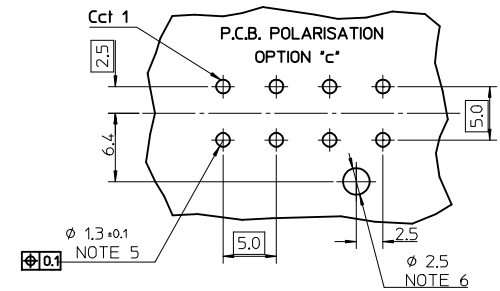 Cct 1
P.C.B. POLARISATION
OPTION "c"
2.5
5.0
6.4
ϕ 1.3 ±0.1
NOTE 5
⌖ 0.1
5.0
2.5
ϕ 2.5
NOTE 6